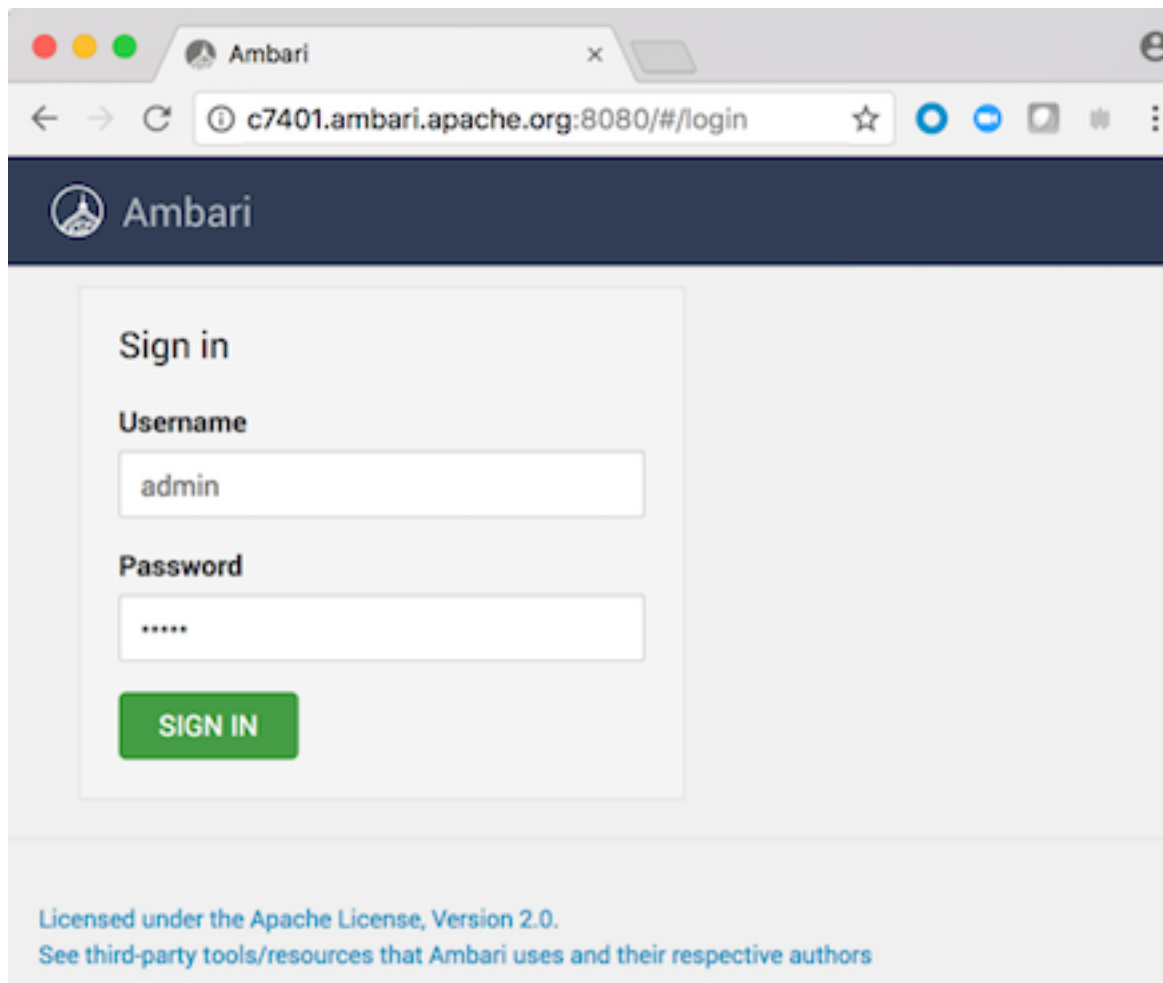 Ambari
c7401.ambari.apache.org:8080/#/login
Ambari
Sign in
Username
admin
Password
•••••
SIGN IN
Licensed under the Apache License, Version 2.0.
See third-party tools/resources that Ambari uses and their respective authors